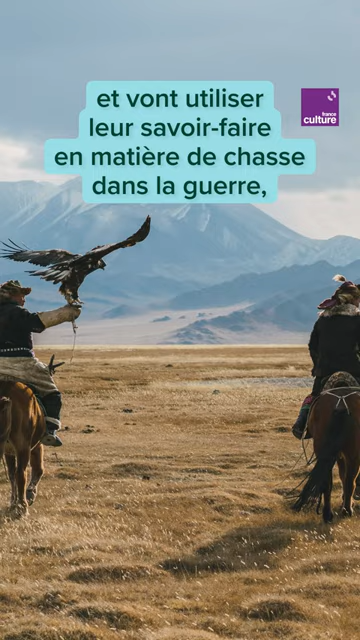 et vont utiliser
leur savoir-faire
en matière de chasse
dans la guerre,
france
culture